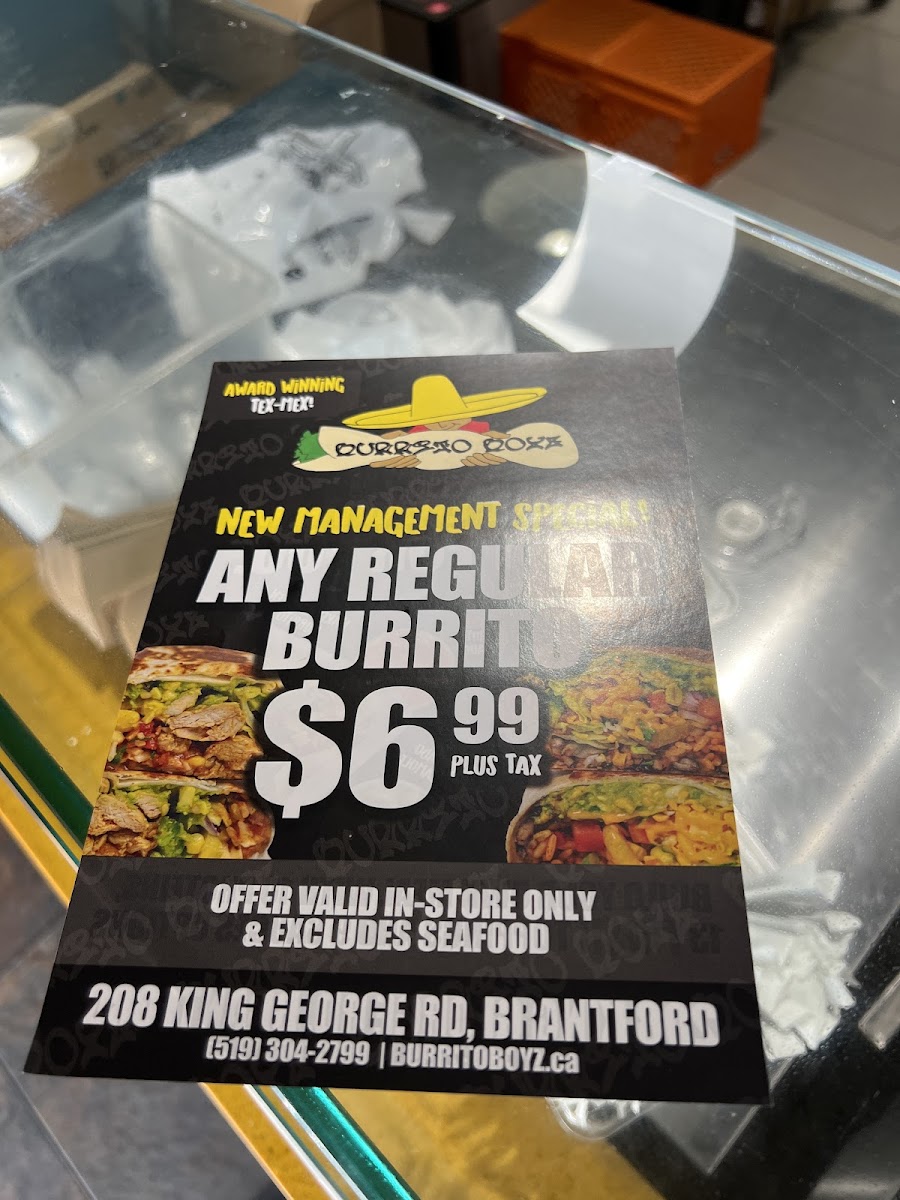 AWARD WINNING
TEX-MEX!
BURRITO BOYZ
NEW MANAGEMENT SPECIAL!
ANY REGULAR
BURRITO
$6 99
PLUS TAX
OFFER VALID IN-STORE ONLY
& EXCLUDES SEAFOOD
208 KING GEORGE RD, BRANTFORD
(519) 304-2799 | BURRITOBOYZ.ca